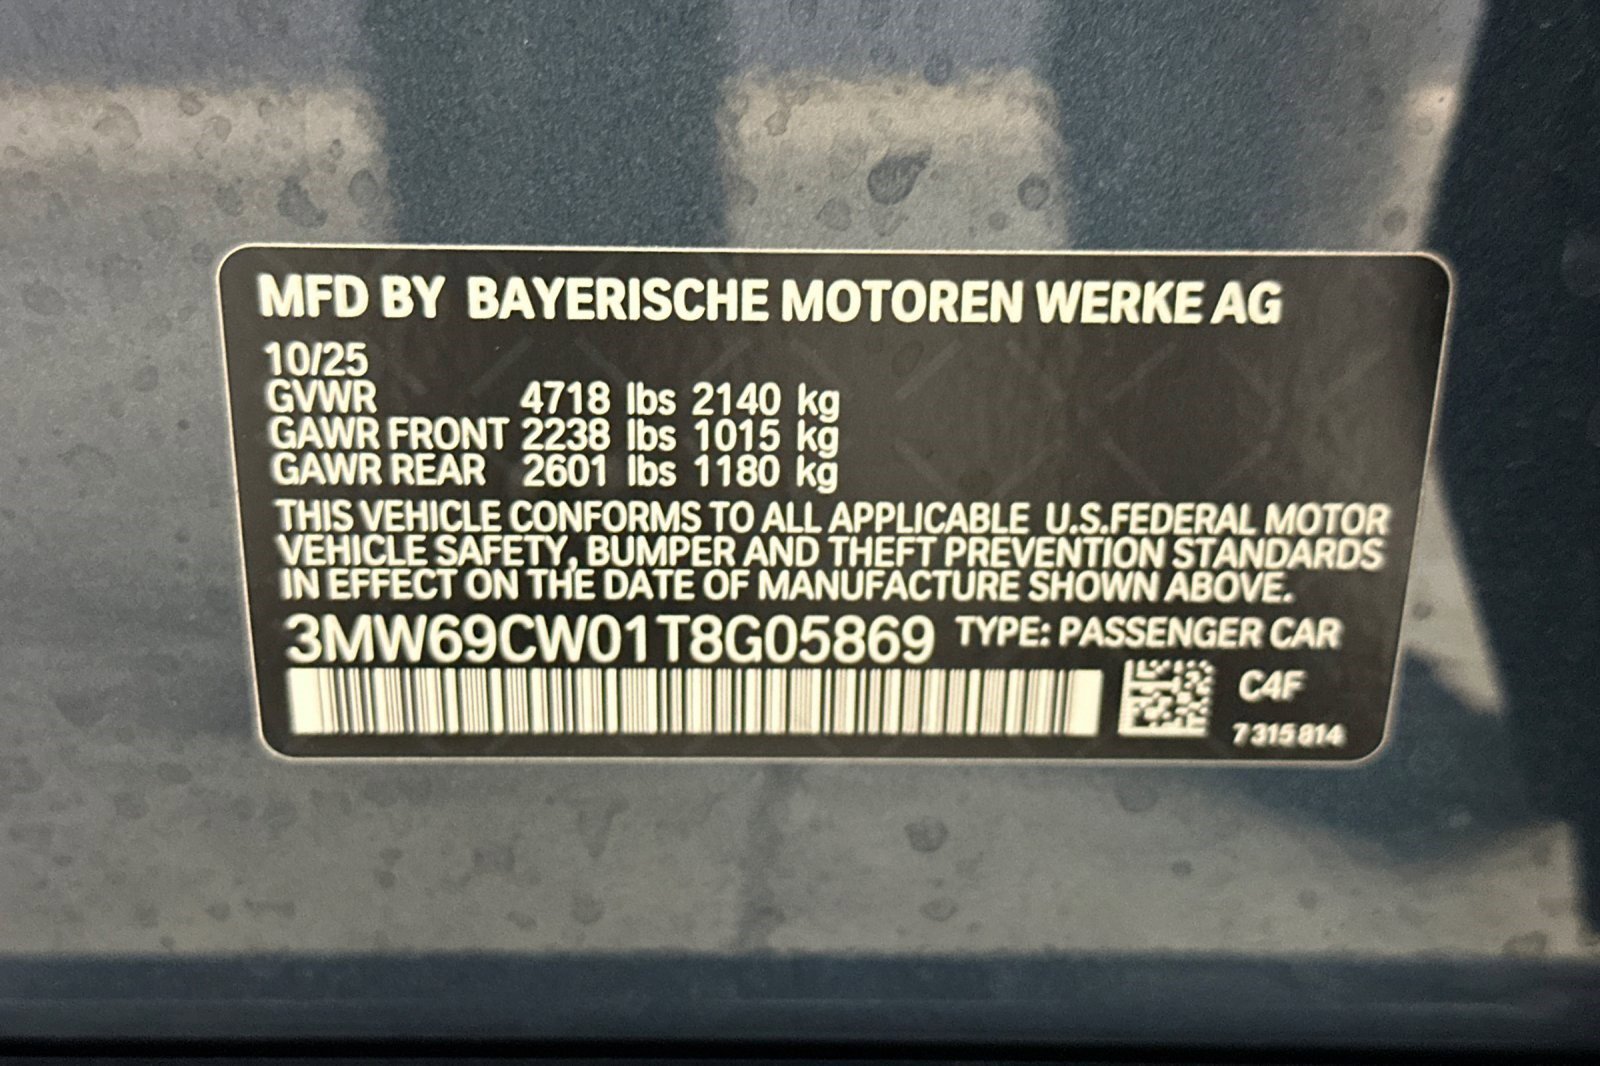 MFD BY BAYERISCHE MOTOREN WERKE AG
10/25
GVWR 4718 lbs 2140 kg
GAWR FRONT 2238 lbs 1015 kg
GAWR REAR 2601 lbs 1180 kg
THIS VEHICLE CONFORMS TO ALL APPLICABLE U.S.FEDERAL MOTOR
VEHICLE SAFETY, BUMPER AND THEFT PREVENTION STANDARDS
IN EFFECT ON THE DATE OF MANUFACTURE SHOWN ABOVE.
3MW69CW01T8G05869 TYPE: PASSENGER CAR
C4F
7 315 814